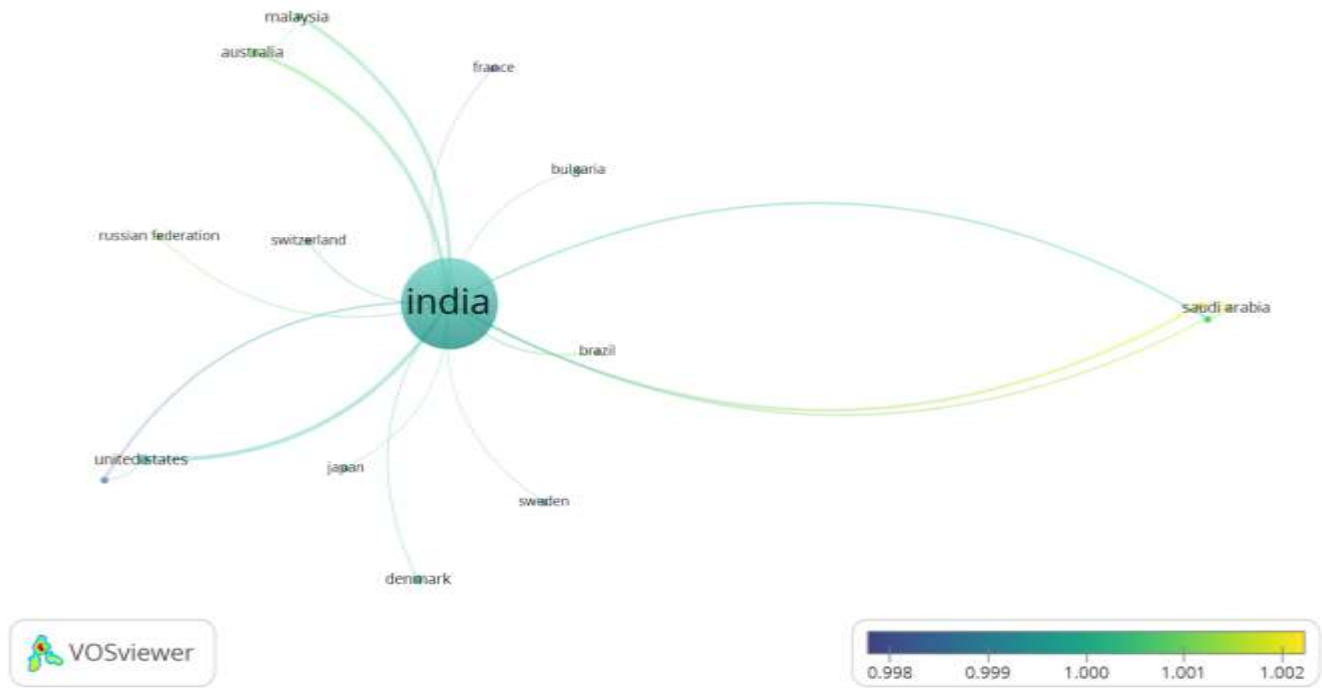 malaysia
australia
france
bulgaria
russian federation
switzerland
india
saudi arabia
brazil
united states
japan
sweden
denmark
VOSviewer
0.998 0.999 1.000 1.001 1.002